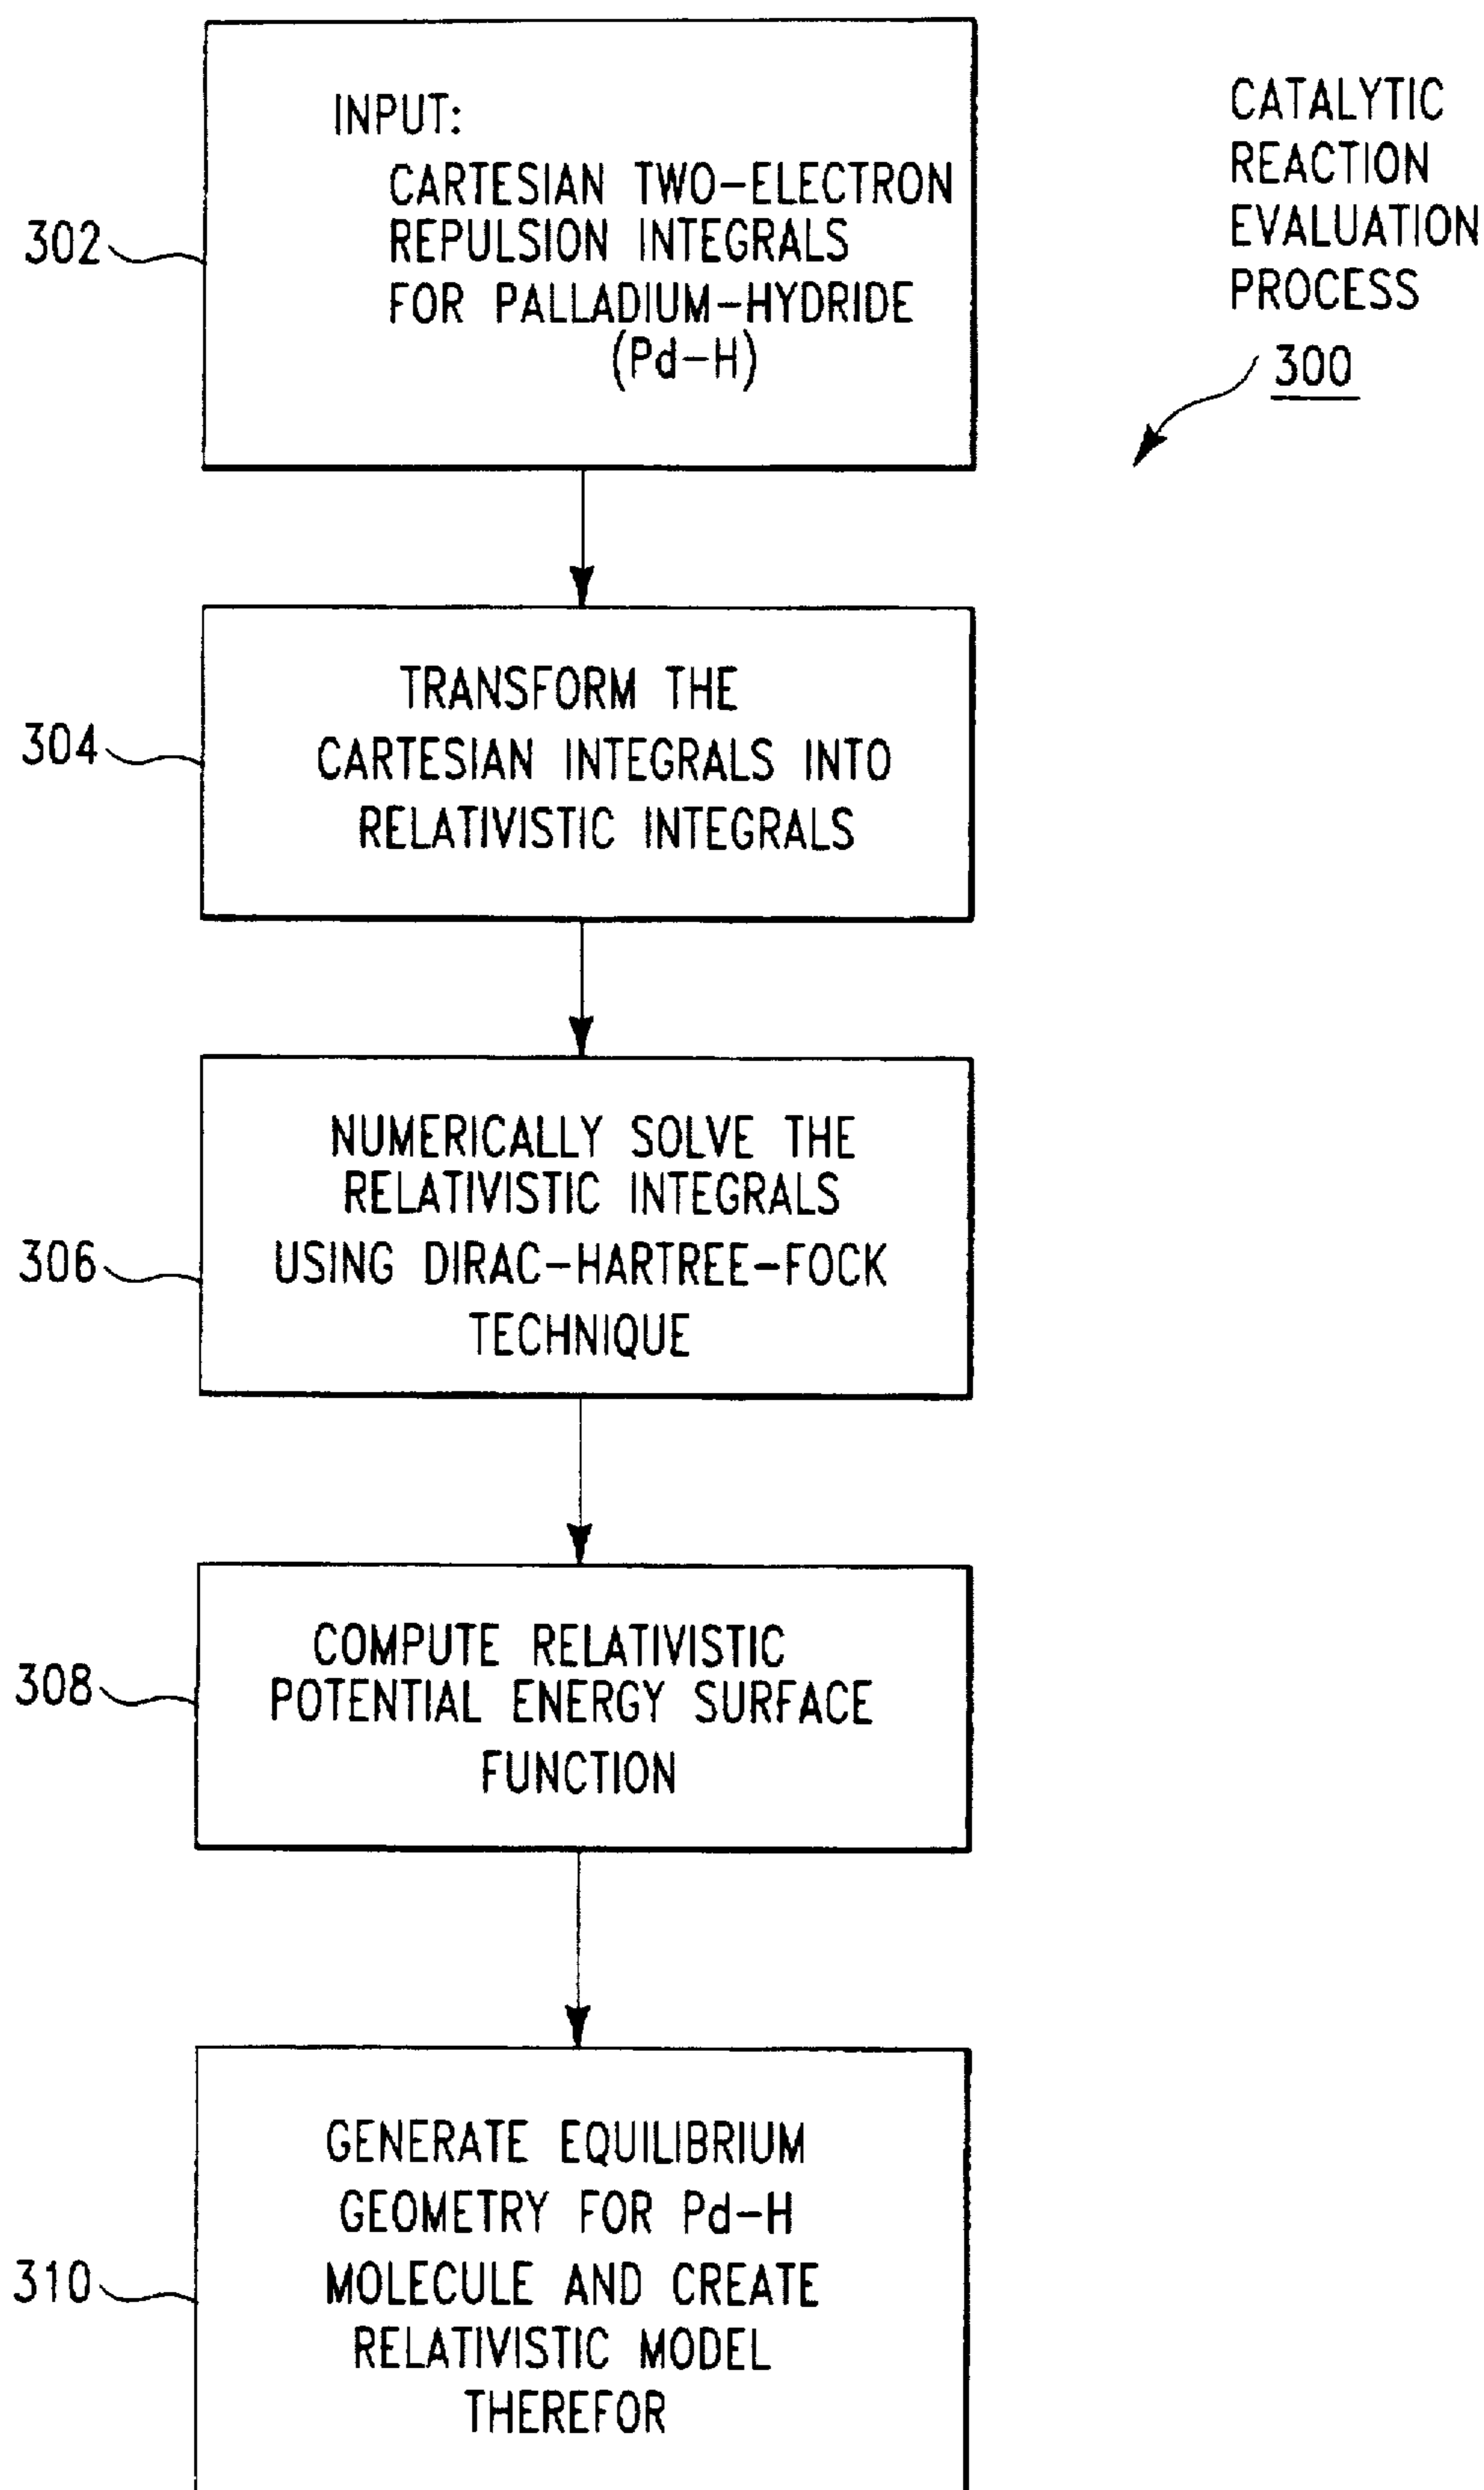 INPUT:
CARTESIAN TWO-ELECTRON
REPULSION INTEGRALS
FOR PALLADIUM-HYDRIDE
(Pd-H)
302
CATALYTIC
REACTION
EVALUATION
PROCESS
300
TRANSFORM THE
CARTESIAN INTEGRALS INTO
RELATIVISTIC INTEGRALS
304
NUMERICALLY SOLVE THE
RELATIVISTIC INTEGRALS
USING DIRAC-HARTREE-FOCK
TECHNIQUE
306
COMPUTE RELATIVISTIC
POTENTIAL ENERGY SURFACE
FUNCTION
308
GENERATE EQUILIBRIUM
GEOMETRY FOR Pd-H
MOLECULE AND CREATE
RELATIVISTIC MODEL
THEREFOR
310